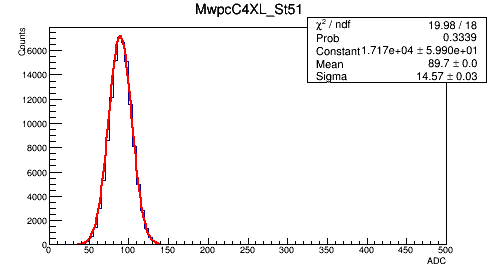 MwpcC4XL_St51
χ² / ndf 19.98 / 18
Prob 0.3339
Constant 1.717e+04 ± 5.990e+01
Mean 89.7 ± 0.0
Sigma 14.57 ± 0.03
Counts
16000
14000
12000
10000
8000
6000
4000
2000
0
0 50 100 150 200 250 300 350 400 450 500
ADC